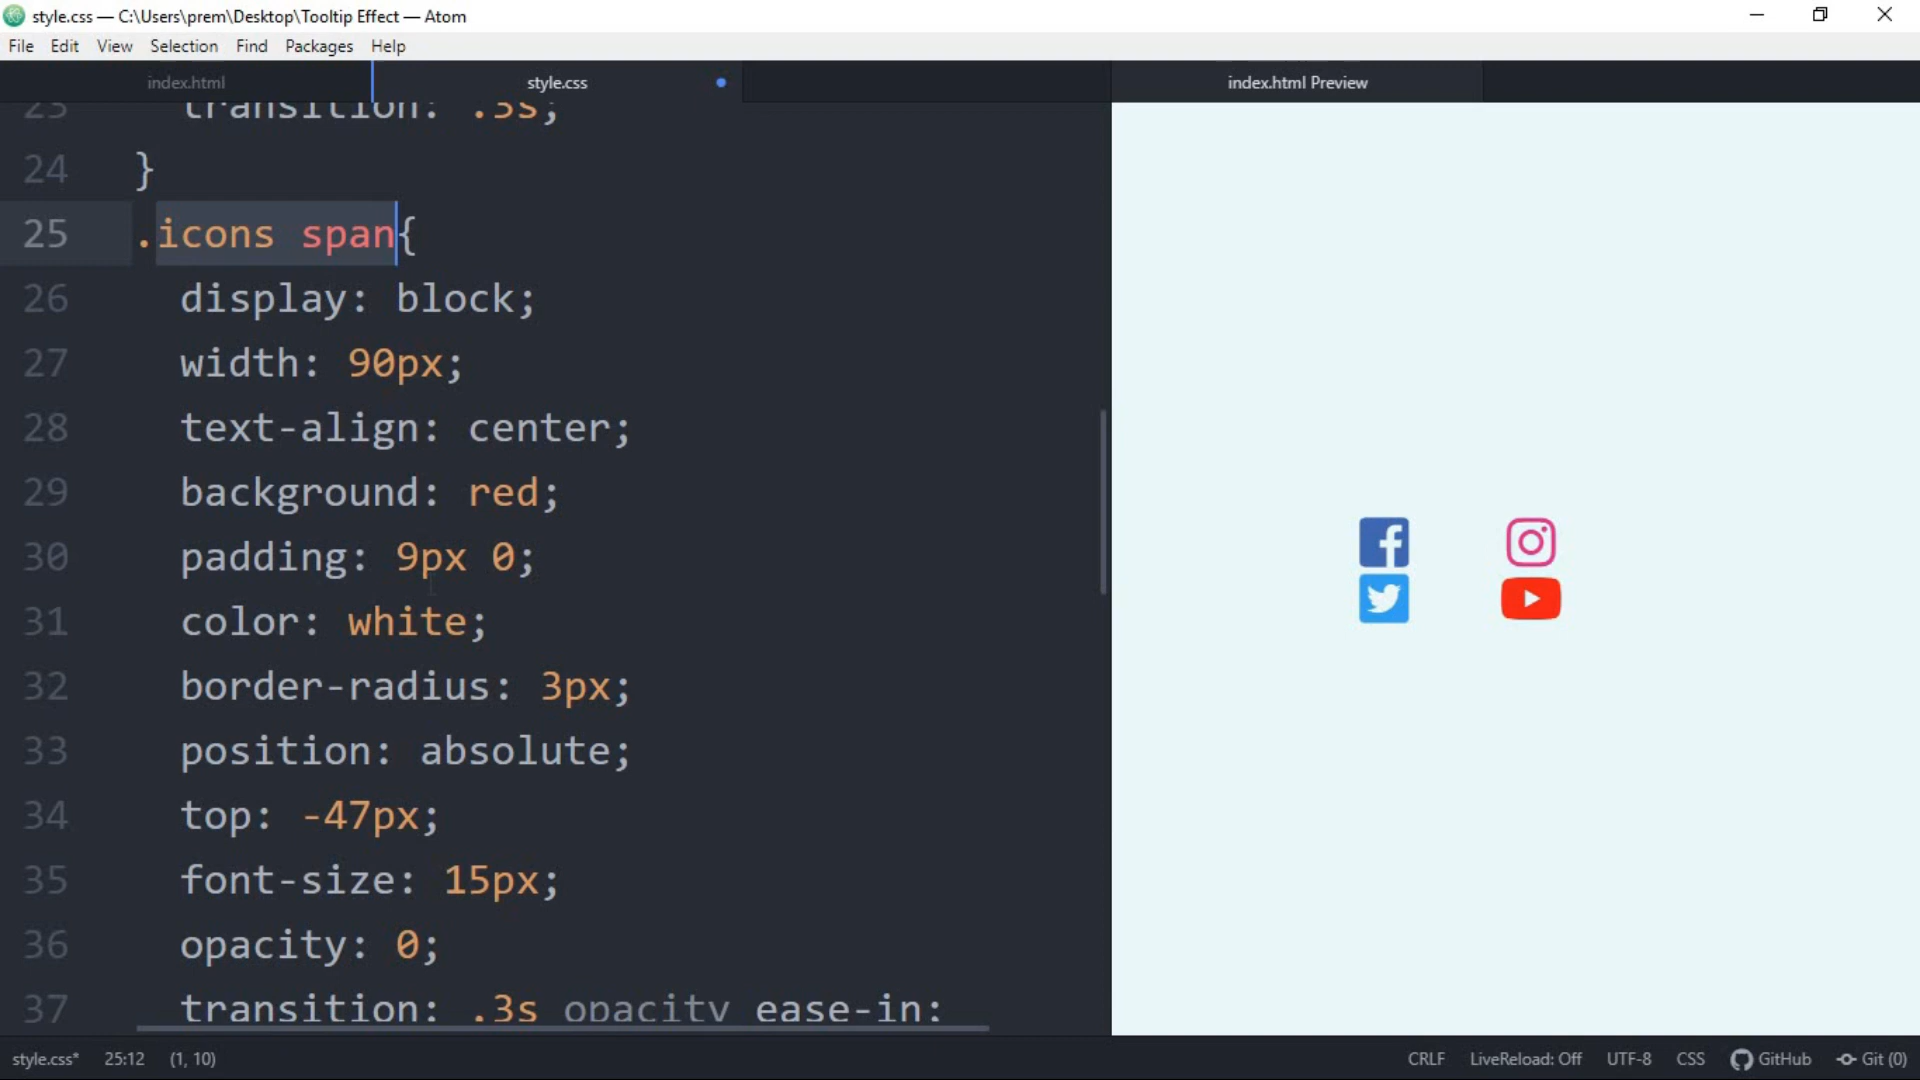 style.css — C:\Users\prem\Desktop\Tooltip Effect — Atom
File Edit View Selection Find Packages Help
index.html style.css index.html Preview
23 transition: .3s;
24 }
25 .icons span{
26 display: block;
27 width: 90px;
28 text-align: center;
29 background: red;
30 padding: 9px 0;
31 color: white;
32 border-radius: 3px;
33 position: absolute;
34 top: -47px;
35 font-size: 15px;
36 opacity: 0;
37 transition: .3s opacity ease-in;
style.css* 25:12 (1, 10) CRLF LiveReload: Off UTF-8 CSS GitHub Git (0)